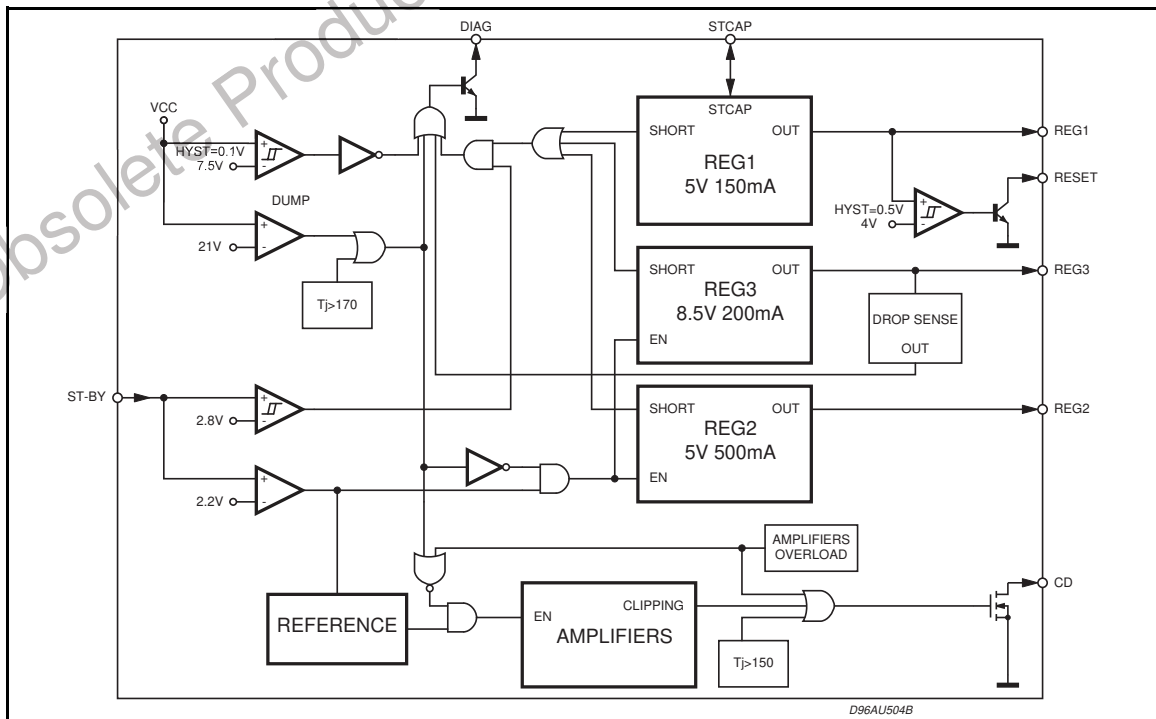 DIAG
STCAP
VCC
HYST=0.1V
7.5V
+
-
DUMP
21V
+
-
Tj>170
STCAP
SHORT
OUT
REG1
5V 150mA
REG1
RESET
HYST=0.5V
4V
+
-
SHORT
OUT
REG3
8.5V 200mA
EN
REG3
DROP SENSE
OUT
ST-BY
2.8V
+
-
2.2V
+
-
SHORT
OUT
REG2
5V 500mA
EN
REG2
AMPLIFIERS
OVERLOAD
REFERENCE
EN
CLIPPING
AMPLIFIERS
Tj>150
CD
D96AU504B